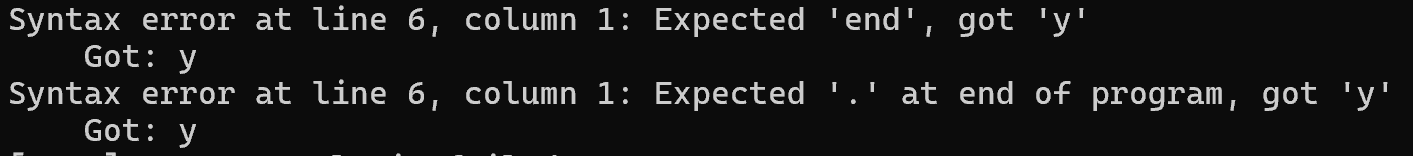 Syntax error at line 6, column 1: Expected 'end', got 'y'
    Got: y
Syntax error at line 6, column 1: Expected '.' at end of program, got 'y'
    Got: y